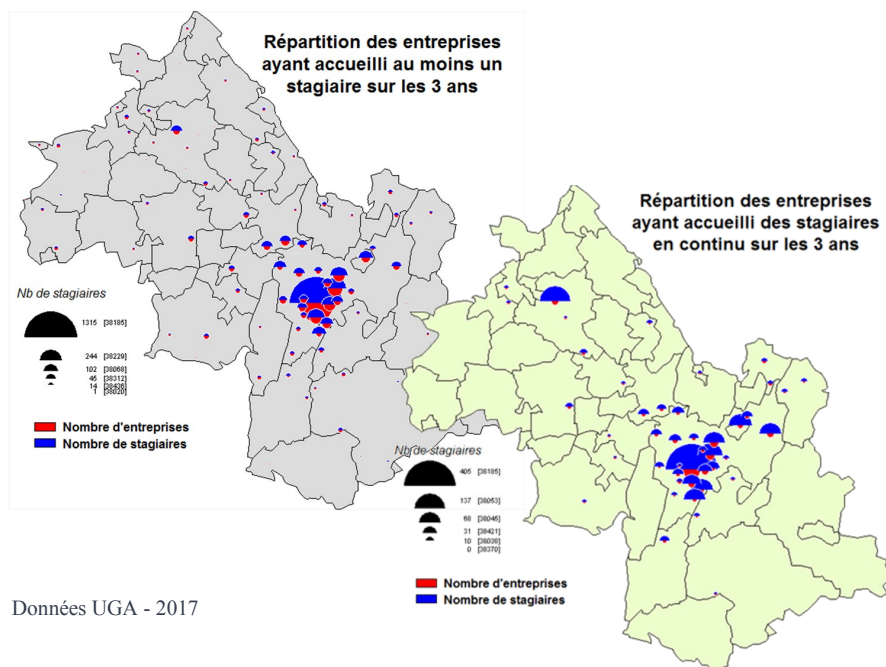 Répartition des entreprises
ayant accueilli au moins un
stagiaire sur les 3 ans
Nb de stagiaires
1315 [38185]
244 [38229]
102 [38068]
45 [38312]
14 [38406]
1 [38020]
Nombre d'entreprises
Nombre de stagiaires
Répartition des entreprises
ayant accueilli des stagiaires
en continu sur les 3 ans
Nb de stagiaires
405 [38185]
137 [38053]
68 [38045]
31 [38421]
10 [38038]
0 [38370]
Nombre d'entreprises
Nombre de stagiaires
Données UGA - 2017